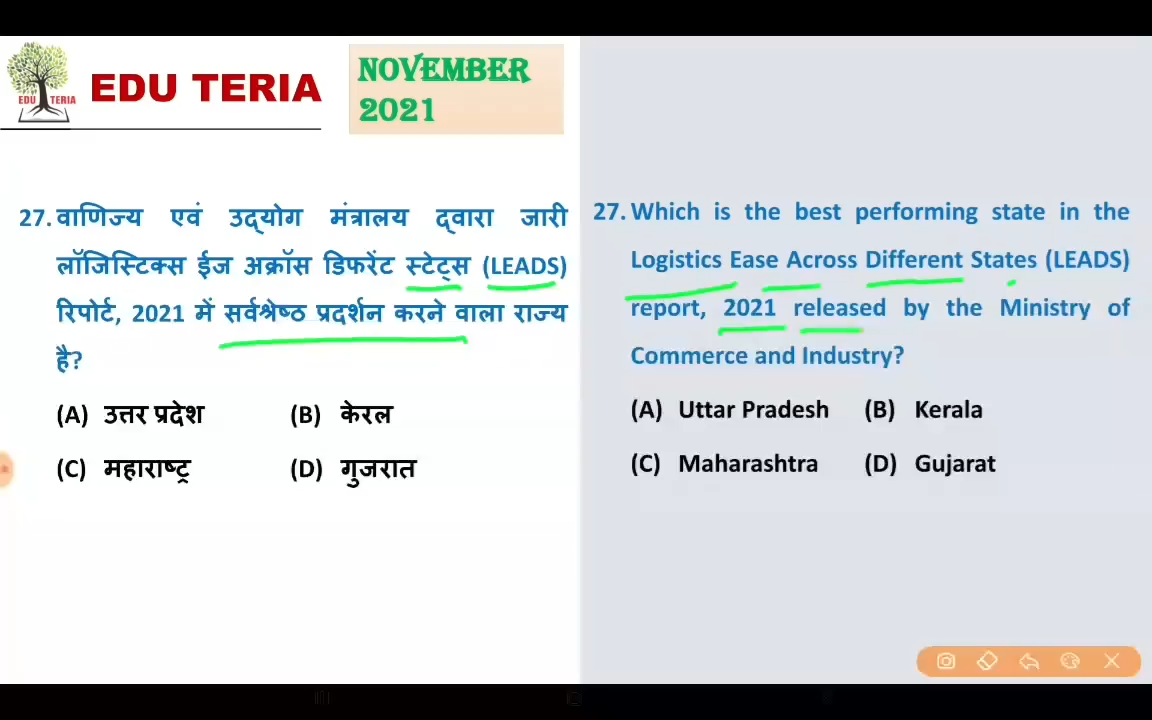 EDU TERIA
EDU TERIA
NOVEMBER
2021
27. वाणिज्य एवं उद्योग मंत्रालय द्वारा जारी
लॉजिस्टिक्स ईज अक्रॉस डिफरेंट स्टेट्स (LEADS)
रिपोर्ट, 2021 में सर्वश्रेष्ठ प्रदर्शन करने वाला राज्य
है?
(A) उत्तर प्रदेश (B) केरल
(C) महाराष्ट्र (D) गुजरात
27. Which is the best performing state in the
Logistics Ease Across Different States (LEADS)
report, 2021 released by the Ministry of
Commerce and Industry?
(A) Uttar Pradesh (B) Kerala
(C) Maharashtra (D) Gujarat